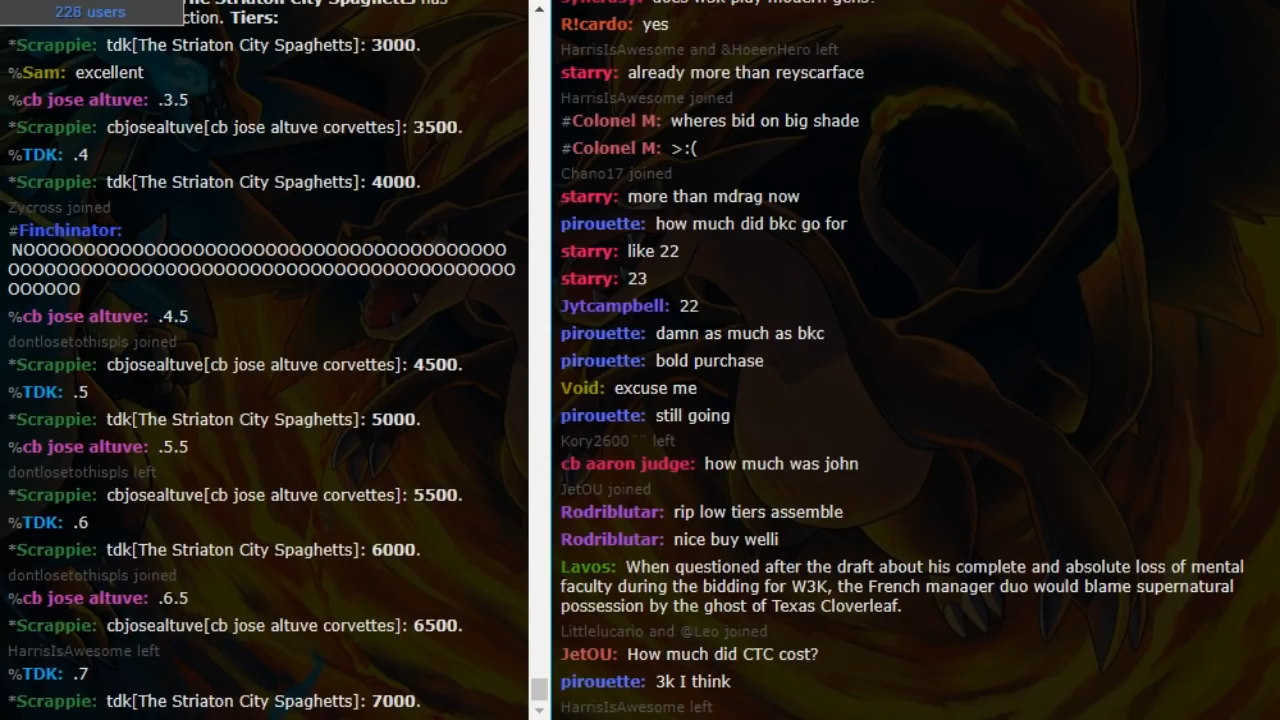 228 users
The Striaton City Spaghetts] has
ction. Tiers:
*Scrappie: tdk[The Striaton City Spaghetts]: 3000.
%Sam: excellent
%cb jose altuve: .3.5
*Scrappie: cbjosealtuve[cb jose altuve corvettes]: 3500.
%TDK: .4
*Scrappie: tdk[The Striaton City Spaghetts]: 4000.
Zycross joined
#Finchinator:
NOOOOOOOOOOOOOOOOOOOOOOOOOOOOOOOOOOOOOOOO
OOOOOOOOOOOOOOOOOOOOOOOOOOOOOOOOOOOOOOOOOO
OOOOOO
%cb jose altuve: .4.5
dontlosetothispls joined
*Scrappie: cbjosealtuve[cb jose altuve corvettes]: 4500.
%TDK: .5
*Scrappie: tdk[The Striaton City Spaghetts]: 5000.
%cb jose altuve: .5.5
dontlosetothispls left
*Scrappie: cbjosealtuve[cb jose altuve corvettes]: 5500.
%TDK: .6
*Scrappie: tdk[The Striaton City Spaghetts]: 6000.
dontlosetothispls joined
%cb jose altuve: .6.5
*Scrappie: cbjosealtuve[cb jose altuve corvettes]: 6500.
HarrisIsAwesome left
%TDK: .7
*Scrappie: tdk[The Striaton City Spaghetts]: 7000.
does w3k play modern gens?
R!cardo: yes
HarrisIsAwesome and &HoeenHero left
starry: already more than reyscarface
HarrisIsAwesome joined
#Colonel M: wheres bid on big shade
#Colonel M: >:(
Chano17 joined
starry: more than mdrag now
pirouette: how much did bkc go for
starry: like 22
starry: 23
Jytcampbell: 22
pirouette: damn as much as bkc
pirouette: bold purchase
Void: excuse me
pirouette: still going
Kory2600¨¨ left
cb aaron judge: how much was john
JetOU joined
Rodriblutar: rip low tiers assemble
Rodriblutar: nice buy welli
Lavos: When questioned after the draft about his complete and absolute loss of mental
faculty during the bidding for W3K, the French manager duo would blame supernatural
possession by the ghost of Texas Cloverleaf.
Littlelucario and @Leo joined
JetOU: How much did CTC cost?
pirouette: 3k I think
HarrisIsAwesome left